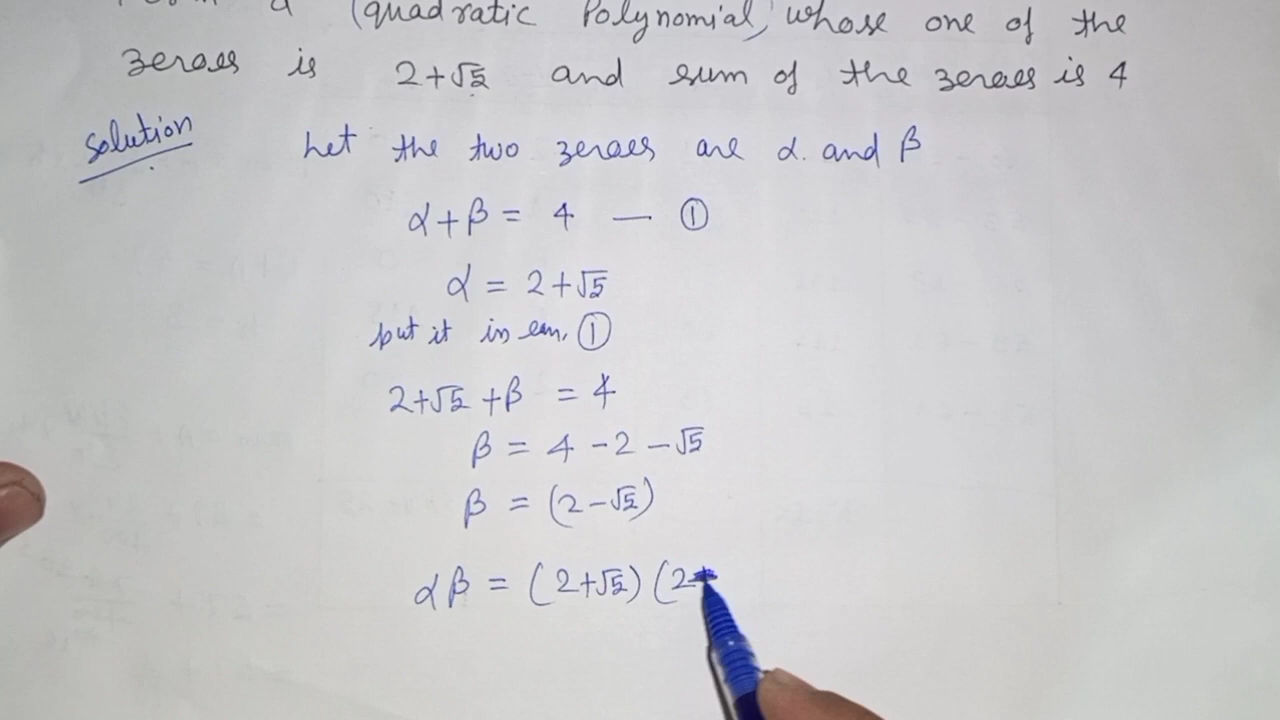 a (quadratic Polynomial) whose one of the
zeroes is 2+√5 and sum of the zeroes is 4
Solution Let the two zeroes are α and β
α+β = 4 — ①
α = 2+√5
put it in eqn. ①
2+√5 +β = 4
β = 4 -2 -√5
β = (2-√5)
αβ = (2+√5) (2-